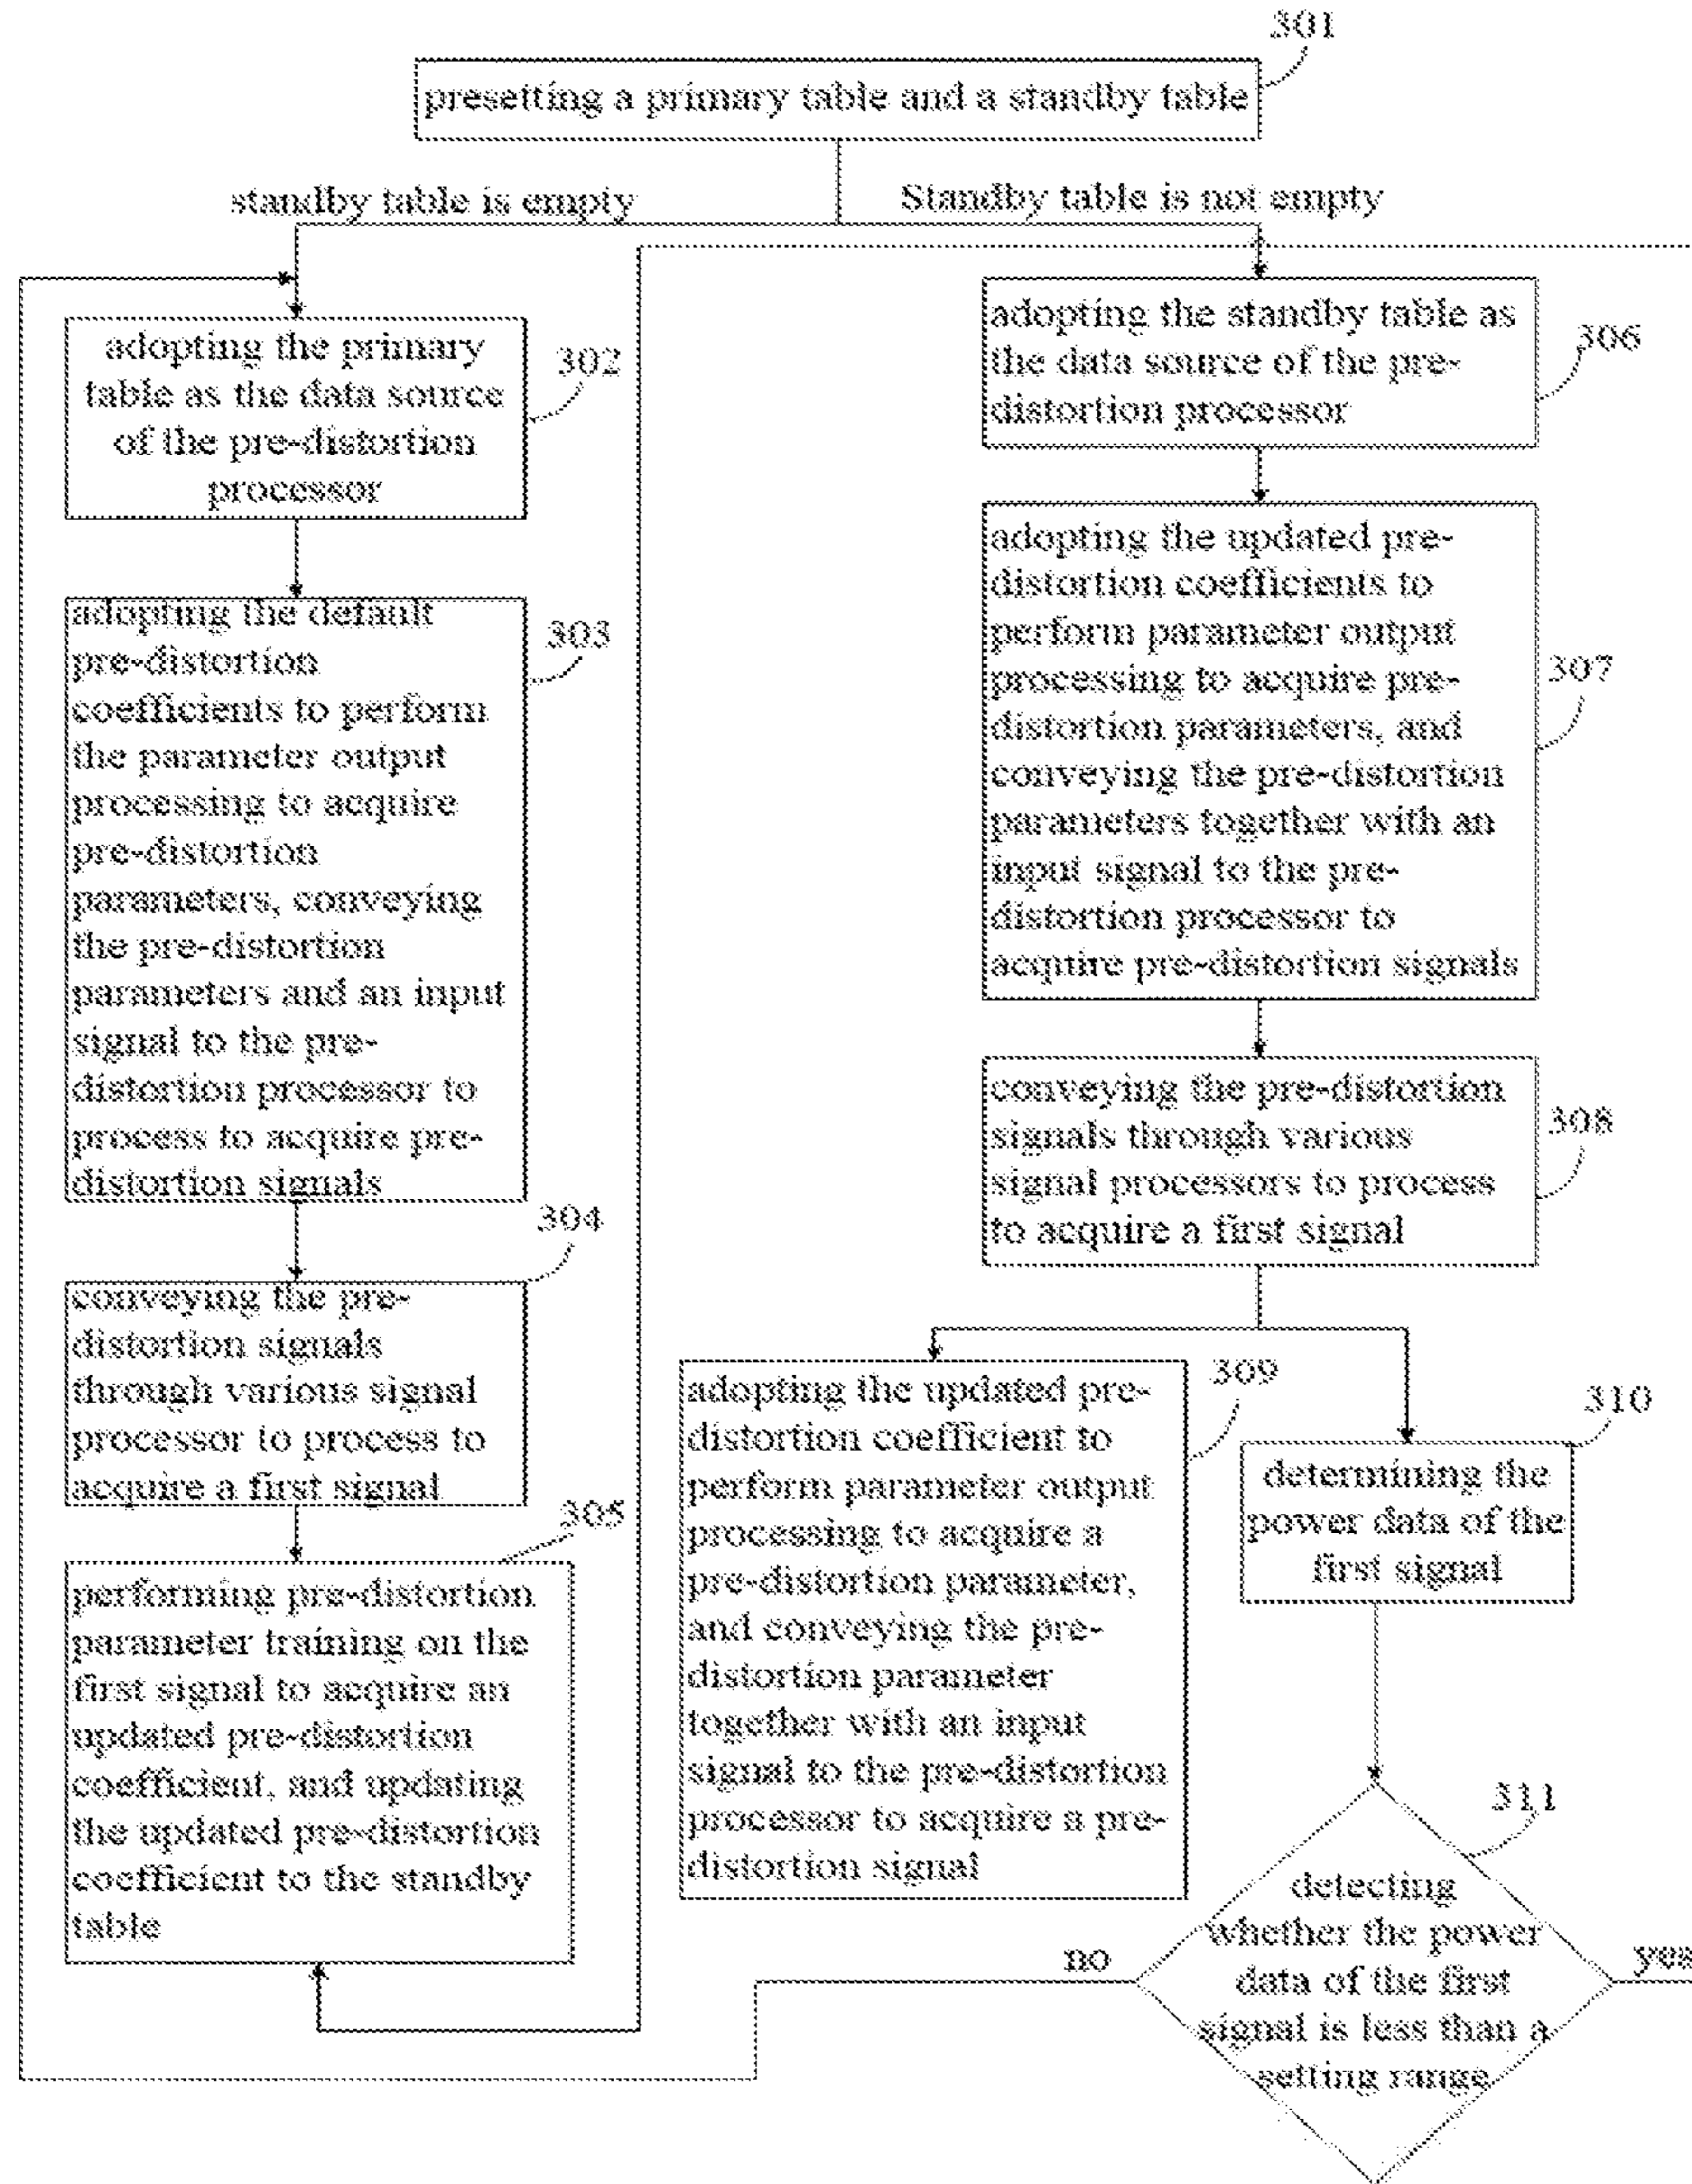 301
presetting a primary table and a standby table
standby table is empty
Standby table is not empty
adopting the primary
table as the data source
of the pre-distortion
processor
302
adopting the default
pre-distortion
coefficients to perform
the parameter output
processing to acquire
pre-distortion
parameters, conveying
the pre-distortion
parameters and an input
signal to the pre-
distortion processor to
process to acquire pre-
distortion signals
303
304
conveying the pre-
distortion signals
through various signal
processor to process to
acquire a first signal
305
performing pre-distortion
parameter training on the
first signal to acquire an
updated pre-distortion
coefficient, and updating
the updated pre-distortion
coefficient to the standby
table
adopting the standby table as
the data source of the pre-
distortion processor
306
adopting the updated pre-
distortion coefficients to
perform parameter output
processing to acquire pre-
distortion parameters, and
conveying the pre-distortion
parameters together with an
input signal to the pre-
distortion processor to
acquire pre-distortion signals
307
conveying the pre-distortion
signals through various
signal processors to process
to acquire a first signal
308
adopting the updated pre-
distortion coefficient to
perform parameter output
processing to acquire a
pre-distortion parameter,
and conveying the pre-
distortion parameter
together with an input
signal to the pre-distortion
processor to acquire a pre-
distortion signal
309
310
determining the
power data of the
first signal
311
detecting
whether the power
data of the first
signal is less than a
setting range
no
yes